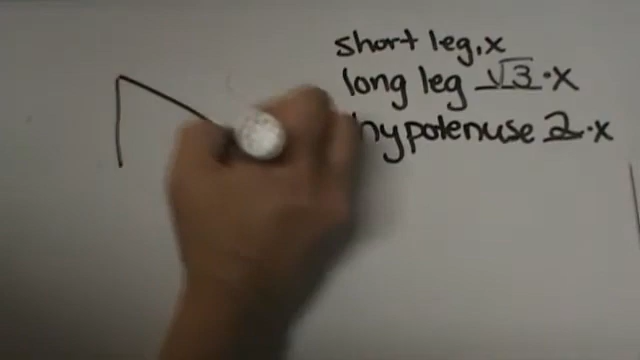 short leg, x
long leg √3·x
hypotenuse 2·x